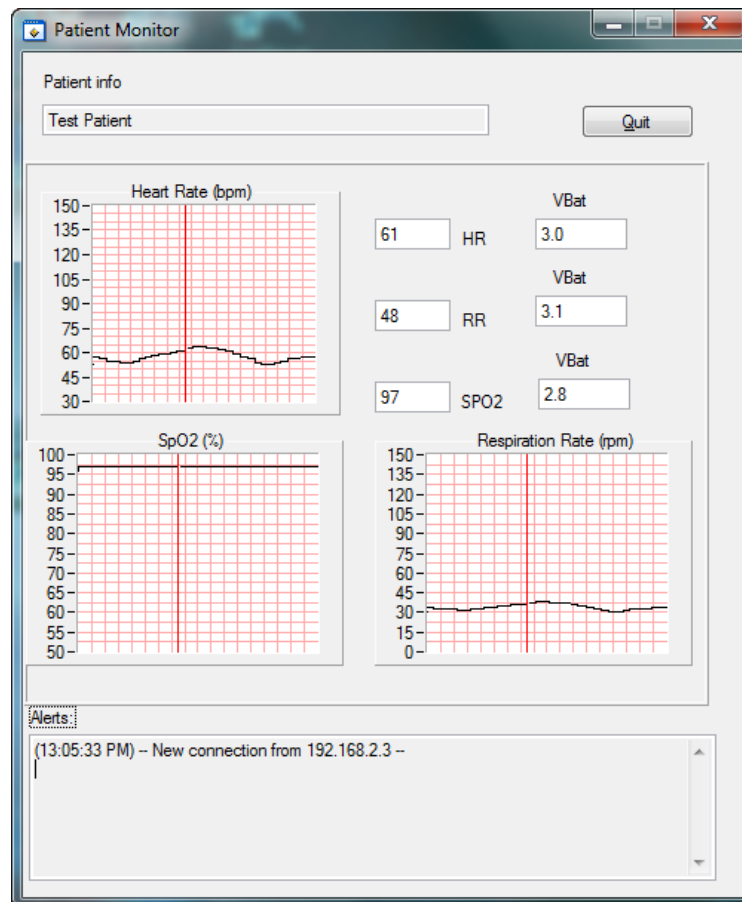 Patient Monitor
Patient info
Test Patient
Quit
Heart Rate (bpm)
150
135
120
105
90
75
60
45
30
VBat
61 HR 3.0
VBat
48 RR 3.1
VBat
97 SPO2 2.8
SpO2 (%)
100
95
90
85
80
75
70
65
60
55
50
Respiration Rate (rpm)
150
135
120
105
90
75
60
45
30
15
0
Alerts:
(13:05:33 PM) -- New connection from 192.168.2.3 --